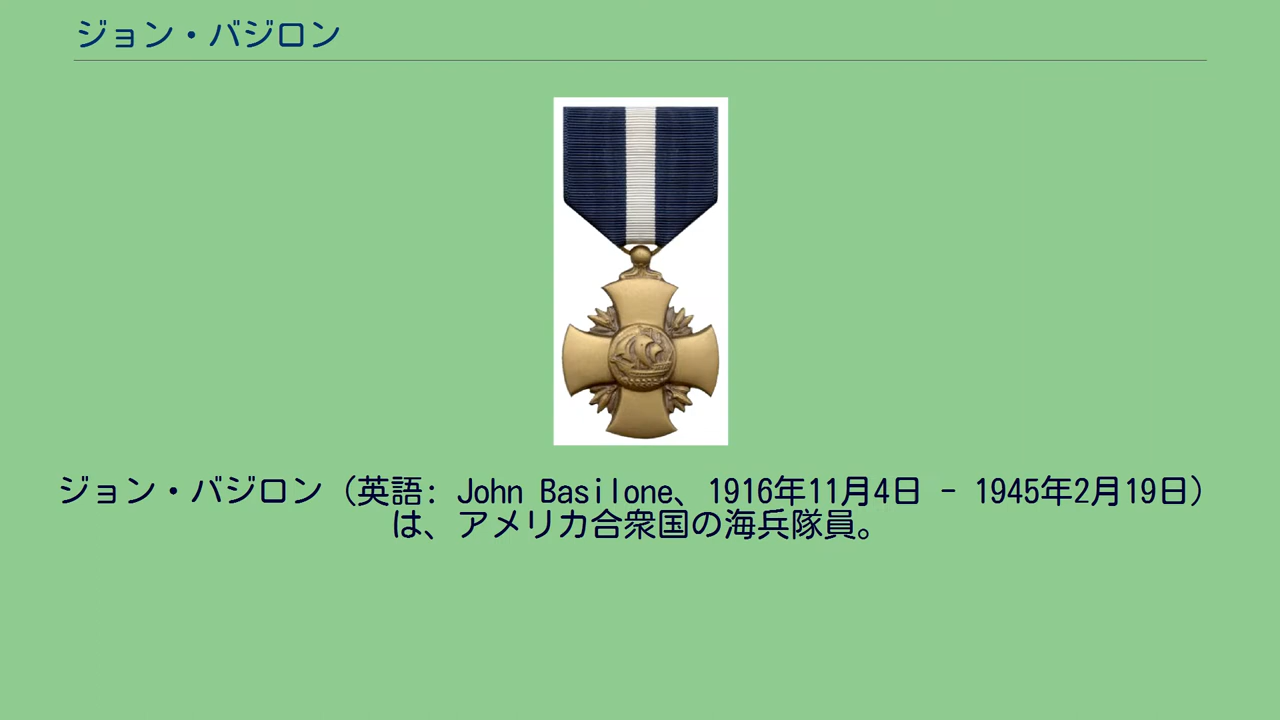 ジョン・バジロン
ジョン・バジロン（英語: John Basilone、1916年11月4日 - 1945年2月19日）
は、アメリカ合衆国の海兵隊員。